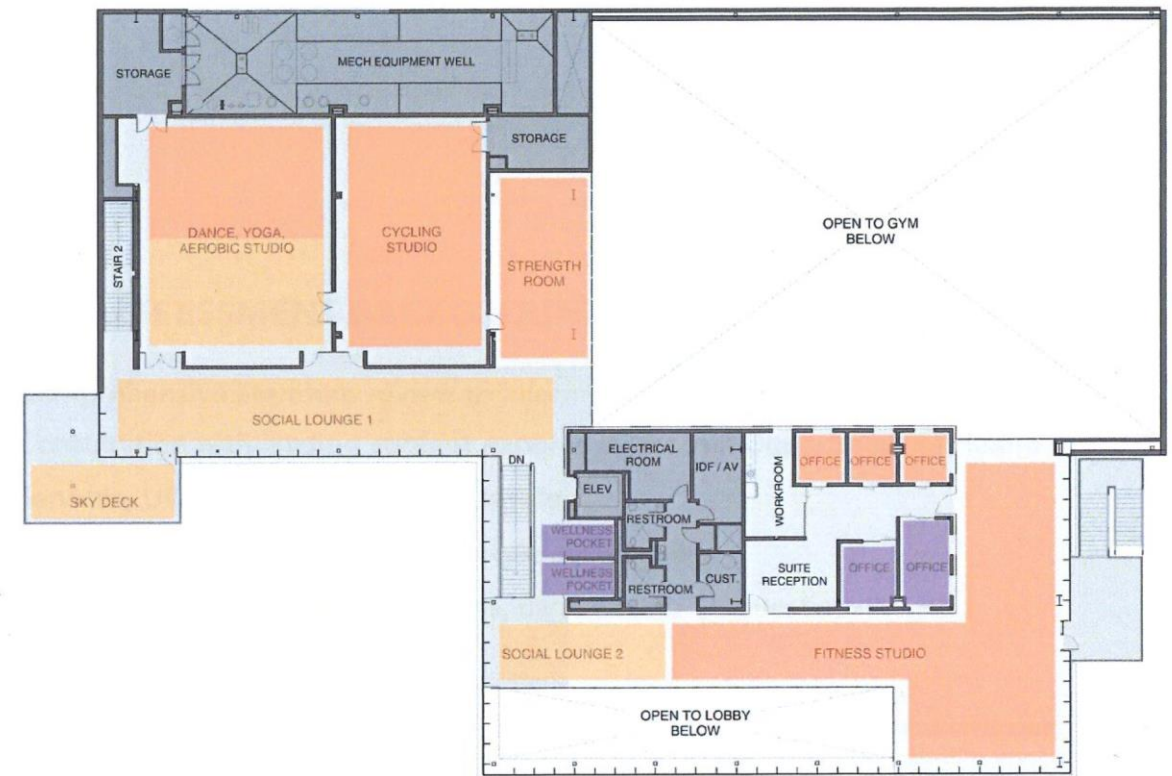 STORAGE
MECH EQUIPMENT WELL
STORAGE
DANCE, YOGA,
AEROBIC STUDIO
CYCLING
STUDIO
STRENGTH
ROOM
OPEN TO GYM
BELOW
STAIR 2
SOCIAL LOUNGE 1
SKY DECK
DN
ELECTRICAL
ROOM
IDF / AV
ELEV
WORKROOM
OFFICE
OFFICE
OFFICE
RESTROOM
WELLNESS
POCKET
WELLNESS
POCKET
RESTROOM
CUST.
SUITE
RECEPTION
OFFICE
OFFICE
SOCIAL LOUNGE 2
FITNESS STUDIO
OPEN TO LOBBY
BELOW